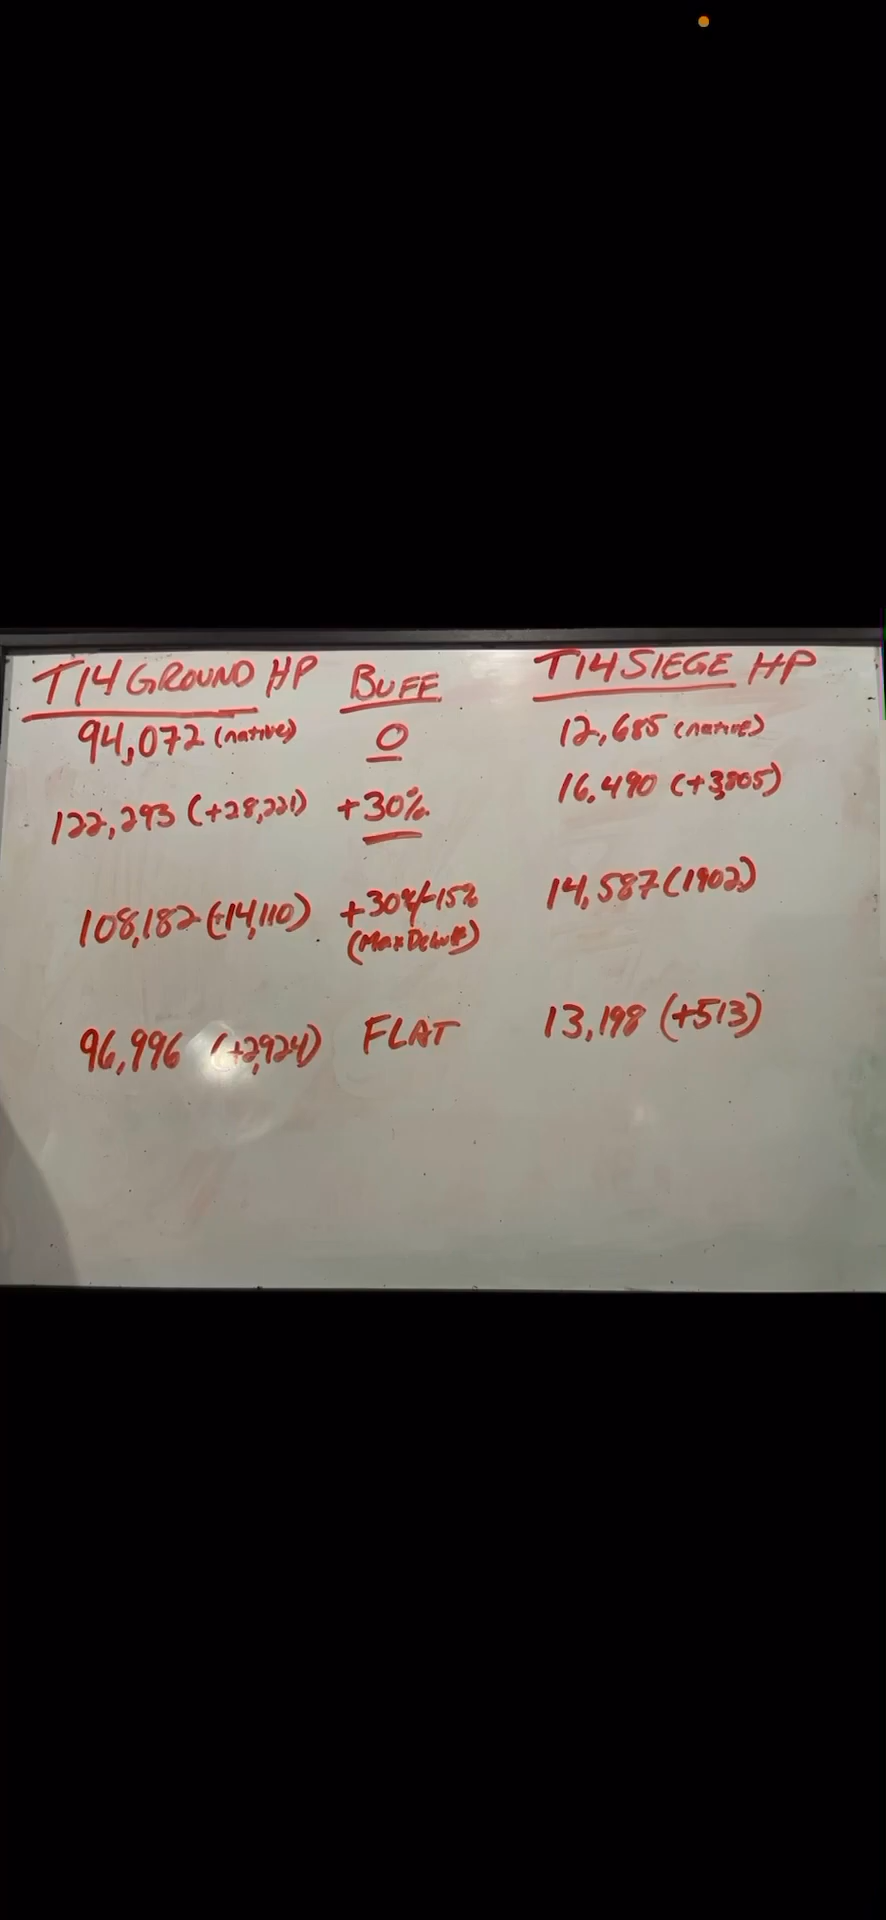 T14 GROUND HP BUFF T14 SIEGE HP
94,072 (native) 0 12,685 (native)
122,293 (+28,221) +30% 16,490 (+3,805)
108,182 (-14,110) +30%/-15% 14,587 (1902)
(Max Debuff)
96,996 (+2,924) FLAT 13,198 (+513)